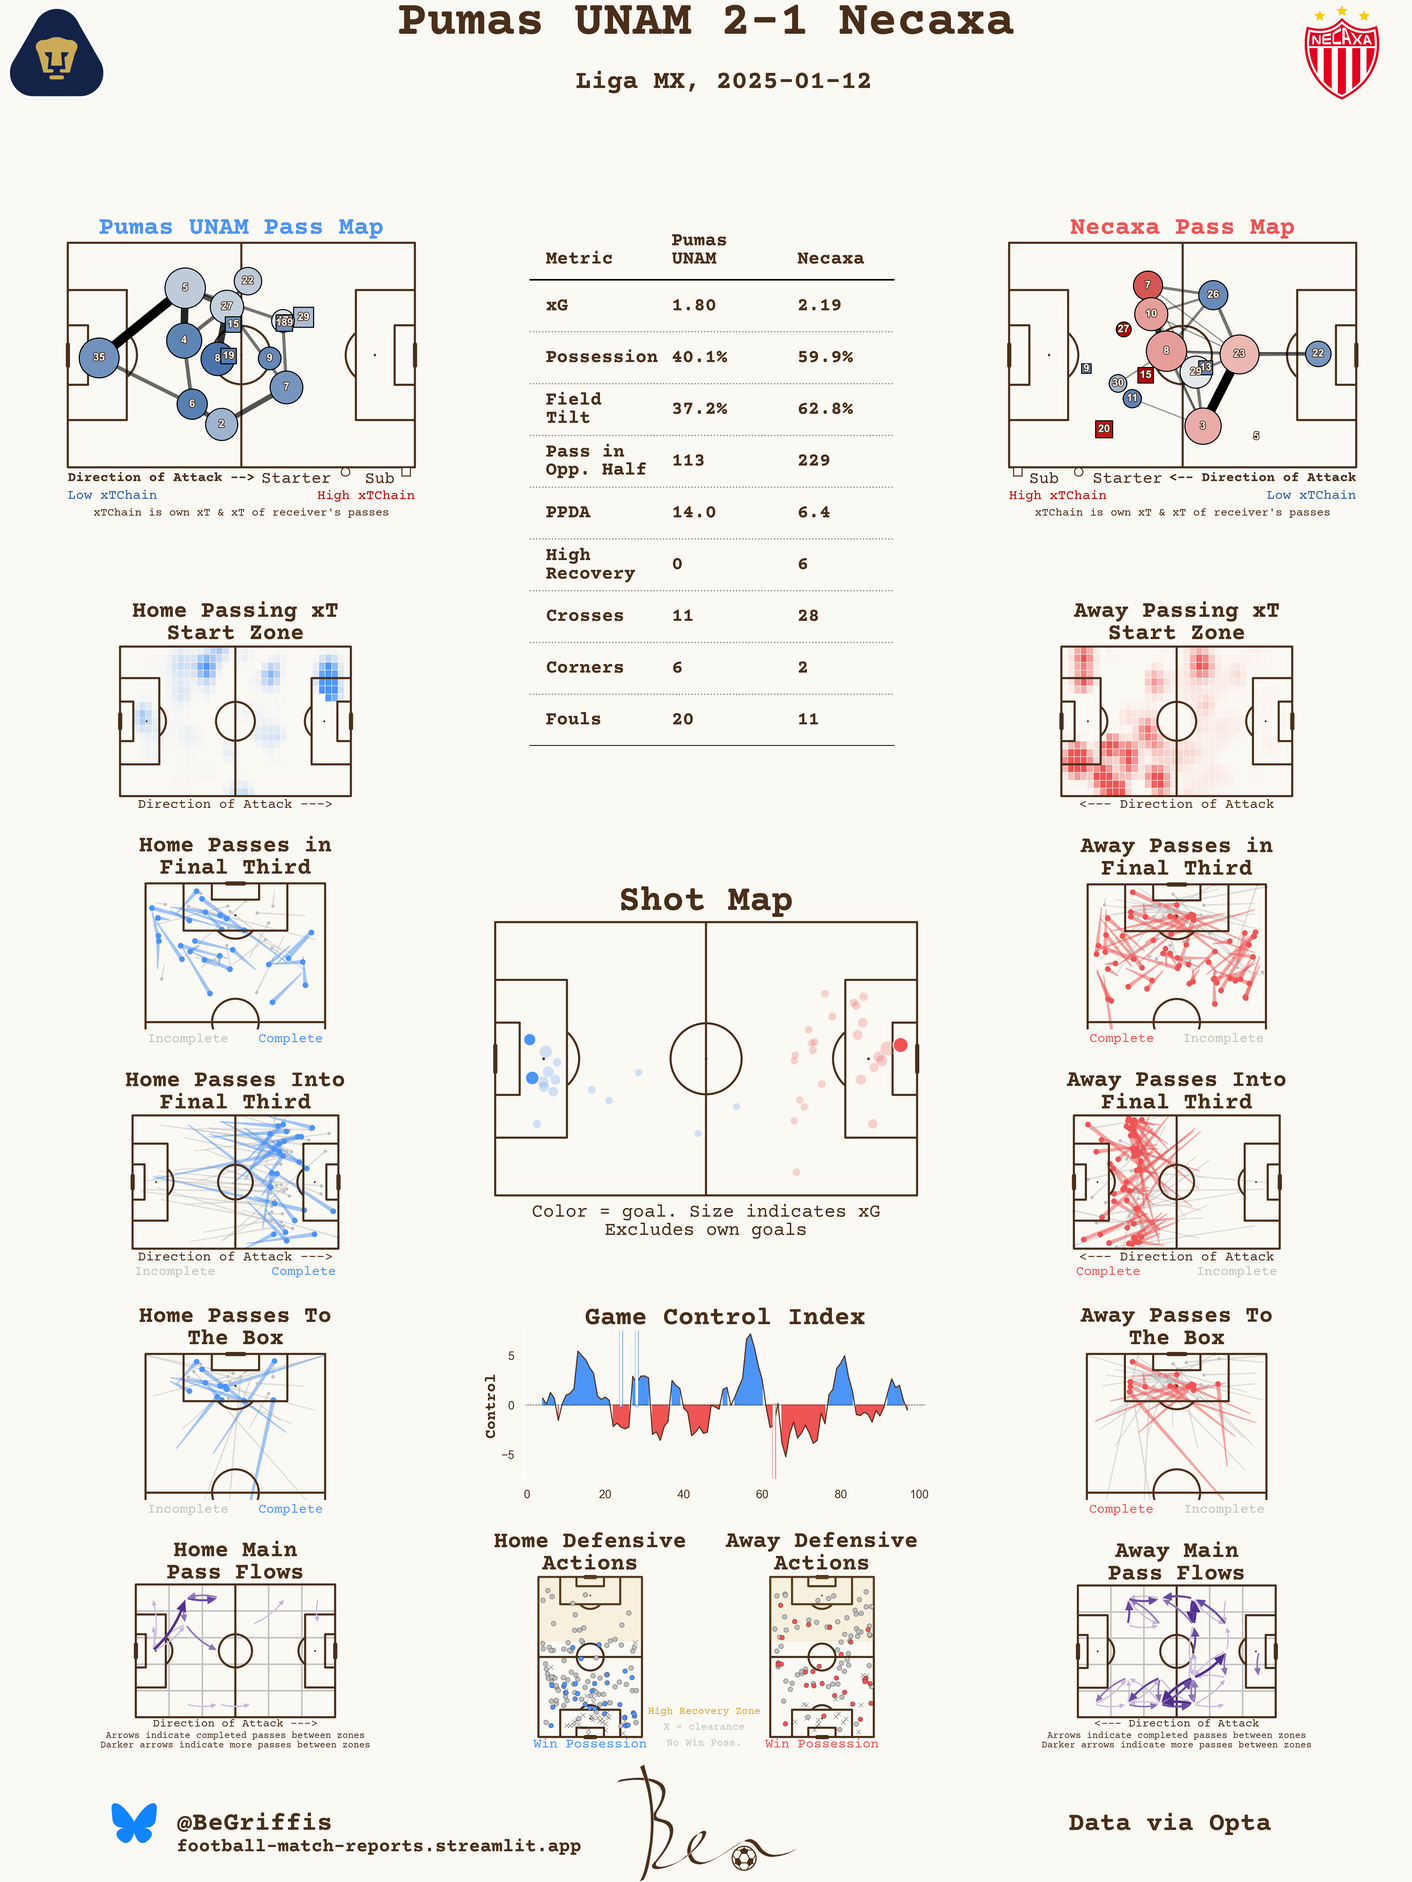 Pumas UNAM 2-1 Necaxa
Liga MX, 2025-01-12
NECAXA
Pumas UNAM Pass Map
5
22
27
15
29
4
35
8
19
9
7
6
2
Direction of Attack --> Starter Sub
Low xTChain High xTChain
xTChain is own xT & xT of receiver's passes
Metric Pumas UNAM Necaxa
xG 1.80 2.19
Possession 40.1% 59.9%
Field Tilt 37.2% 62.8%
Pass in Opp. Half 113 229
PPDA 14.0 6.4
High Recovery 0 6
Crosses 11 28
Corners 6 2
Fouls 20 11
Necaxa Pass Map
7
26
10
27
8
23
22
9
29
13
15
30
11
20
3
5
Sub Starter <-- Direction of Attack
High xTChain Low xTChain
xTChain is own xT & xT of receiver's passes
Home Passing xT
Start Zone
Direction of Attack --->
Away Passing xT
Start Zone
<--- Direction of Attack
Home Passes in
Final Third
Incomplete Complete
Away Passes in
Final Third
Complete Incomplete
Shot Map
Color = goal. Size indicates xG
Excludes own goals
Home Passes Into
Final Third
Direction of Attack --->
Incomplete Complete
Away Passes Into
Final Third
<--- Direction of Attack
Complete Incomplete
Home Passes To
The Box
Incomplete Complete
Game Control Index
Control
5
0
−5
0 20 40 60 80 100
Away Passes To
The Box
Complete Incomplete
Home Main
Pass Flows
Direction of Attack --->
Arrows indicate completed passes between zones
Darker arrows indicate more passes between zones
Home Defensive
Actions
Win Possession
Away Defensive
Actions
Win Possession
High Recovery Zone
X = clearance
No Win Poss.
Away Main
Pass Flows
<--- Direction of Attack
Arrows indicate completed passes between zones
Darker arrows indicate more passes between zones
@BeGriffis
football-match-reports.streamlit.app
Ben
Data via Opta